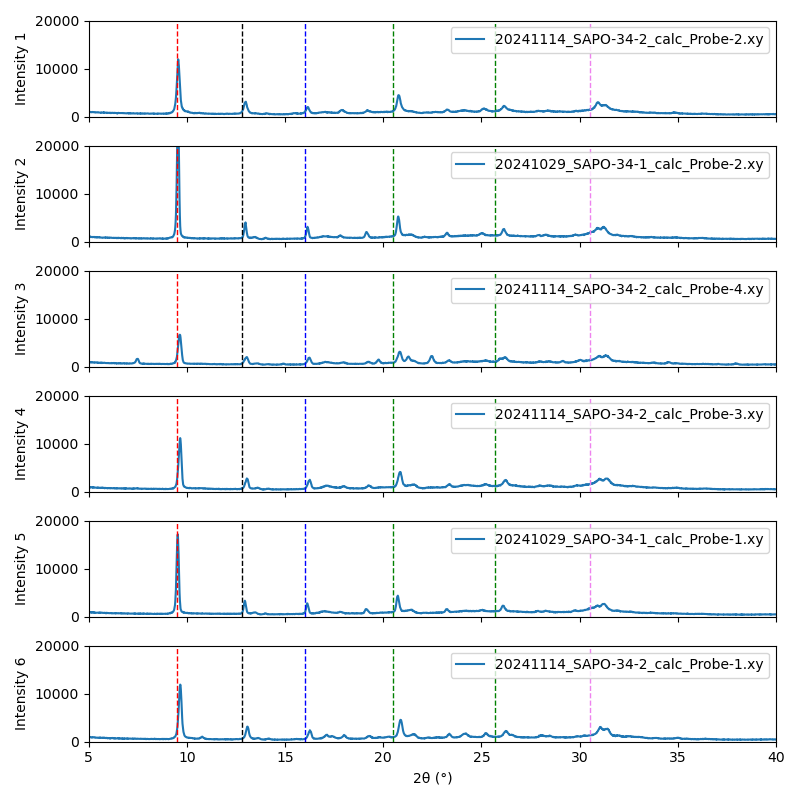 20000
10000
0
Intensity 1
20241114_SAPO-34-2_calc_Probe-2.xy
20000
10000
0
Intensity 2
20241029_SAPO-34-1_calc_Probe-2.xy
20000
10000
0
Intensity 3
20241114_SAPO-34-2_calc_Probe-4.xy
20000
10000
0
Intensity 4
20241114_SAPO-34-2_calc_Probe-3.xy
20000
10000
0
Intensity 5
20241029_SAPO-34-1_calc_Probe-1.xy
20000
10000
0
Intensity 6
20241114_SAPO-34-2_calc_Probe-1.xy
5 10 15 20 25 30 35 40
2θ (°)